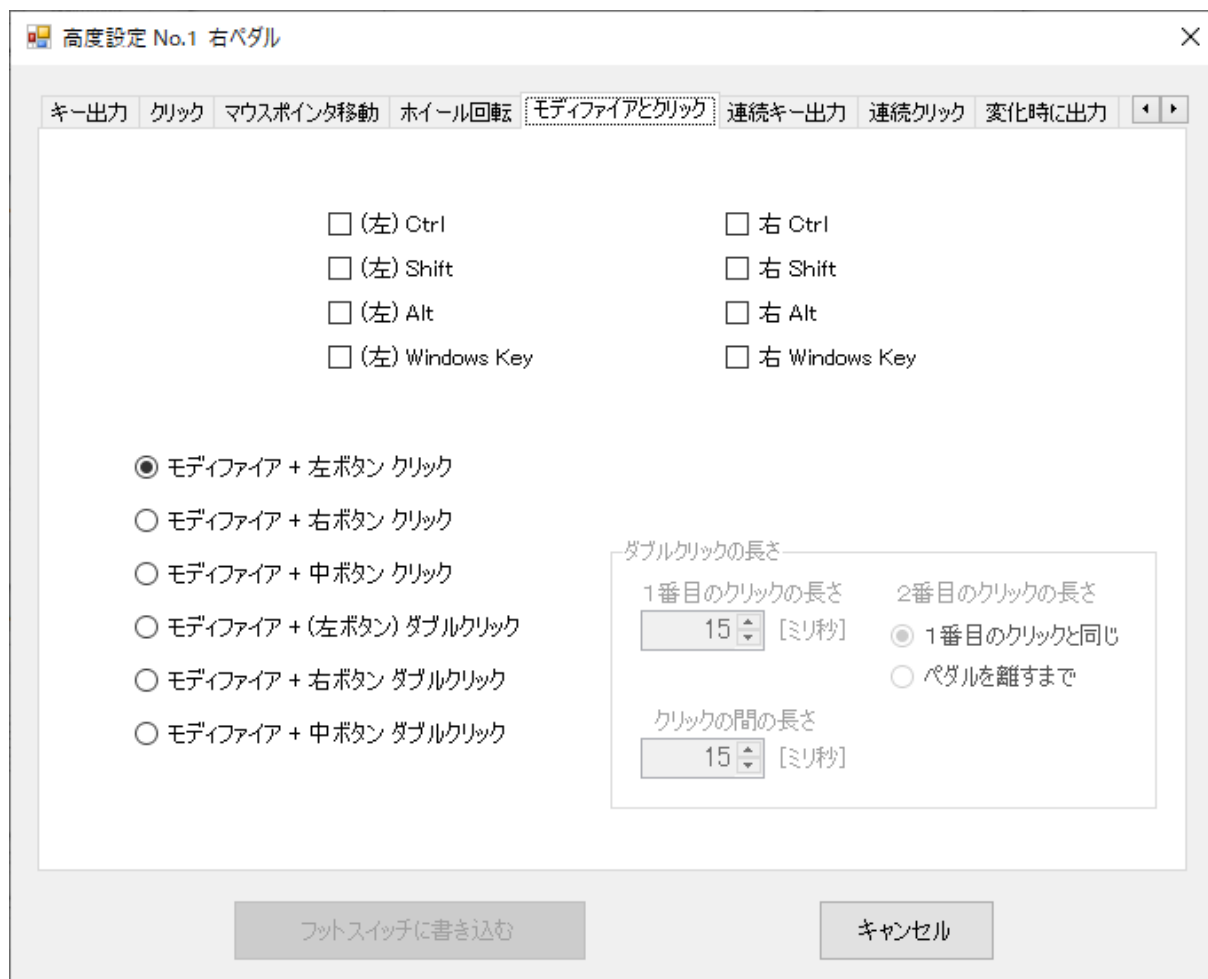 高度設定 No.1 右ペダル
キー出力 クリック マウスポインタ移動 ホイール回転 モディファイアとクリック 連続キー出力 連続クリック 変化時に出力
(左) Ctrl 右 Ctrl
(左) Shift 右 Shift
(左) Alt 右 Alt
(左) Windows Key 右 Windows Key
モディファイア + 左ボタン クリック
モディファイア + 右ボタン クリック
モディファイア + 中ボタン クリック
モディファイア + (左ボタン) ダブルクリック
モディファイア + 右ボタン ダブルクリック
モディファイア + 中ボタン ダブルクリック
ダブルクリックの長さ
1番目のクリックの長さ 2番目のクリックの長さ
15 [ミリ秒] 1番目のクリックと同じ
ペダルを離すまで
クリックの間の長さ
15 [ミリ秒]
フットスイッチに書き込む キャンセル